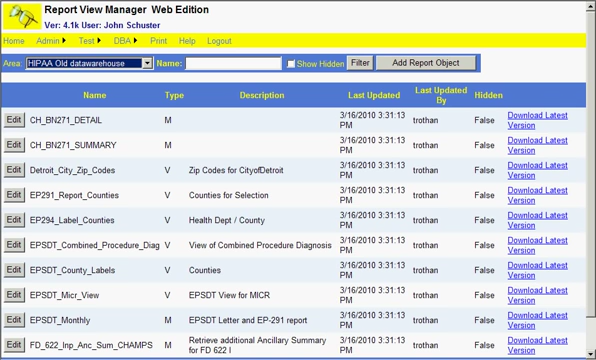 Report View Manager Web Edition
Ver: 4.1k User: John Schuster
Home Admin Test DBA Print Help Logout
Area: HIPAA Old datawarehouse Name: Show Hidden Filter Add Report Object
Name Type Description Last Updated Last Updated By Hidden
Edit CH_BN271_DETAIL M 3/16/2010 3:31:13 PM trothan False Download Latest Version
Edit CH_BN271_SUMMARY M 3/16/2010 3:31:13 PM trothan False Download Latest Version
Edit Detroit_City_Zip_Codes V Zip Codes for CityofDetroit 3/16/2010 3:31:13 PM trothan False Download Latest Version
Edit EP291_Report_Counties V Counties for Selection 3/16/2010 3:31:13 PM trothan False Download Latest Version
Edit EP294_Label_Counties V Health Dept / County 3/16/2010 3:31:13 PM trothan False Download Latest Version
Edit EPSDT_Combined_Procedure_Diag V View of Combined Procedure Diagnosis 3/16/2010 3:31:13 PM trothan False Download Latest Version
Edit EPSDT_County_Labels V Counties 3/16/2010 3:31:13 PM trothan False Download Latest Version
Edit EPSDT_Micr_View V EPSDT View for MICR 3/16/2010 3:31:13 PM trothan False Download Latest Version
Edit EPSDT_Monthly M EPSDT Letter and EP-291 report 3/16/2010 3:31:13 PM trothan False Download Latest Version
Edit FD_622_Inp_Anc_Sum_CHAMPS M Retrieve additional Ancillary Summary for FD 622 I 3/16/2010 3:31:13 PM trothan False Download Latest Version